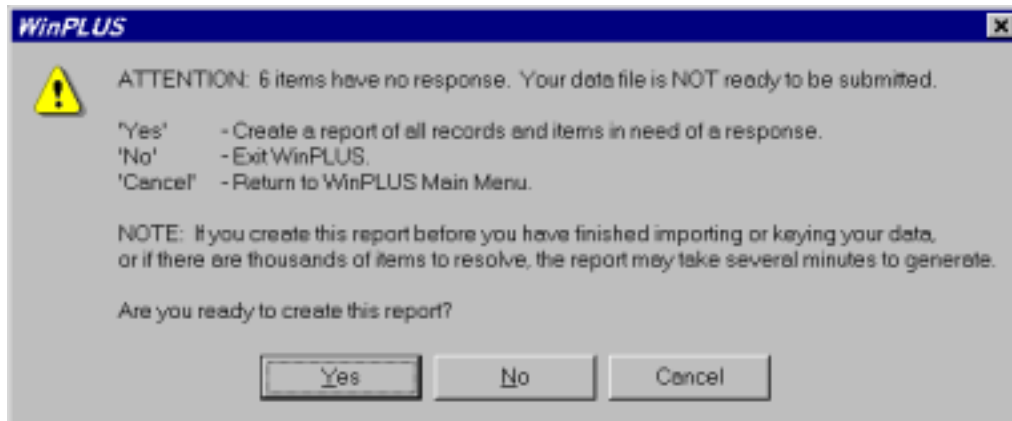 WinPLUS
ATTENTION: 6 items have no response. Your data file is NOT ready to be submitted.
'Yes' - Create a report of all records and items in need of a response.
'No' - Exit WinPLUS.
'Cancel' - Return to WinPLUS Main Menu.
NOTE: If you create this report before you have finished importing or keying your data,
or if there are thousands of items to resolve, the report may take several minutes to generate.
Are you ready to create this report?
Yes No Cancel